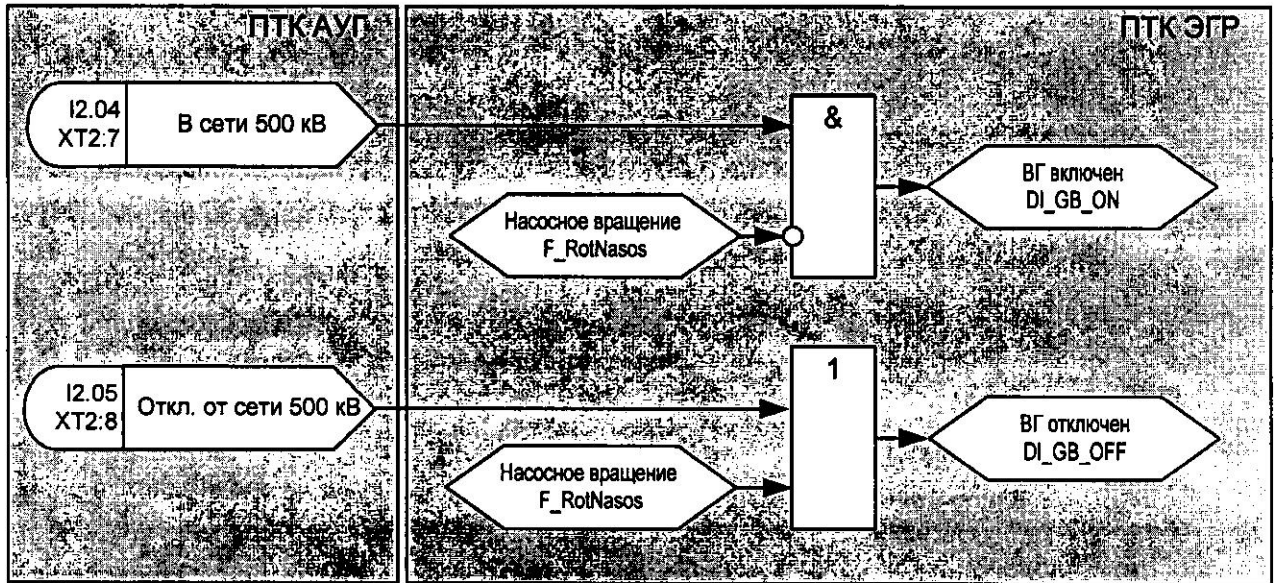 ПТК АУП
ПТК ЭГР
I2.04
XT2:7
В сети 500 кВ
&
Насосное вращение
F_RotNasos
ВГ включен
DI_GB_ON
I2.05
XT2:8
Откл. от сети 500 кВ
1
Насосное вращение
F_RotNasos
ВГ отключен
DI_GB_OFF